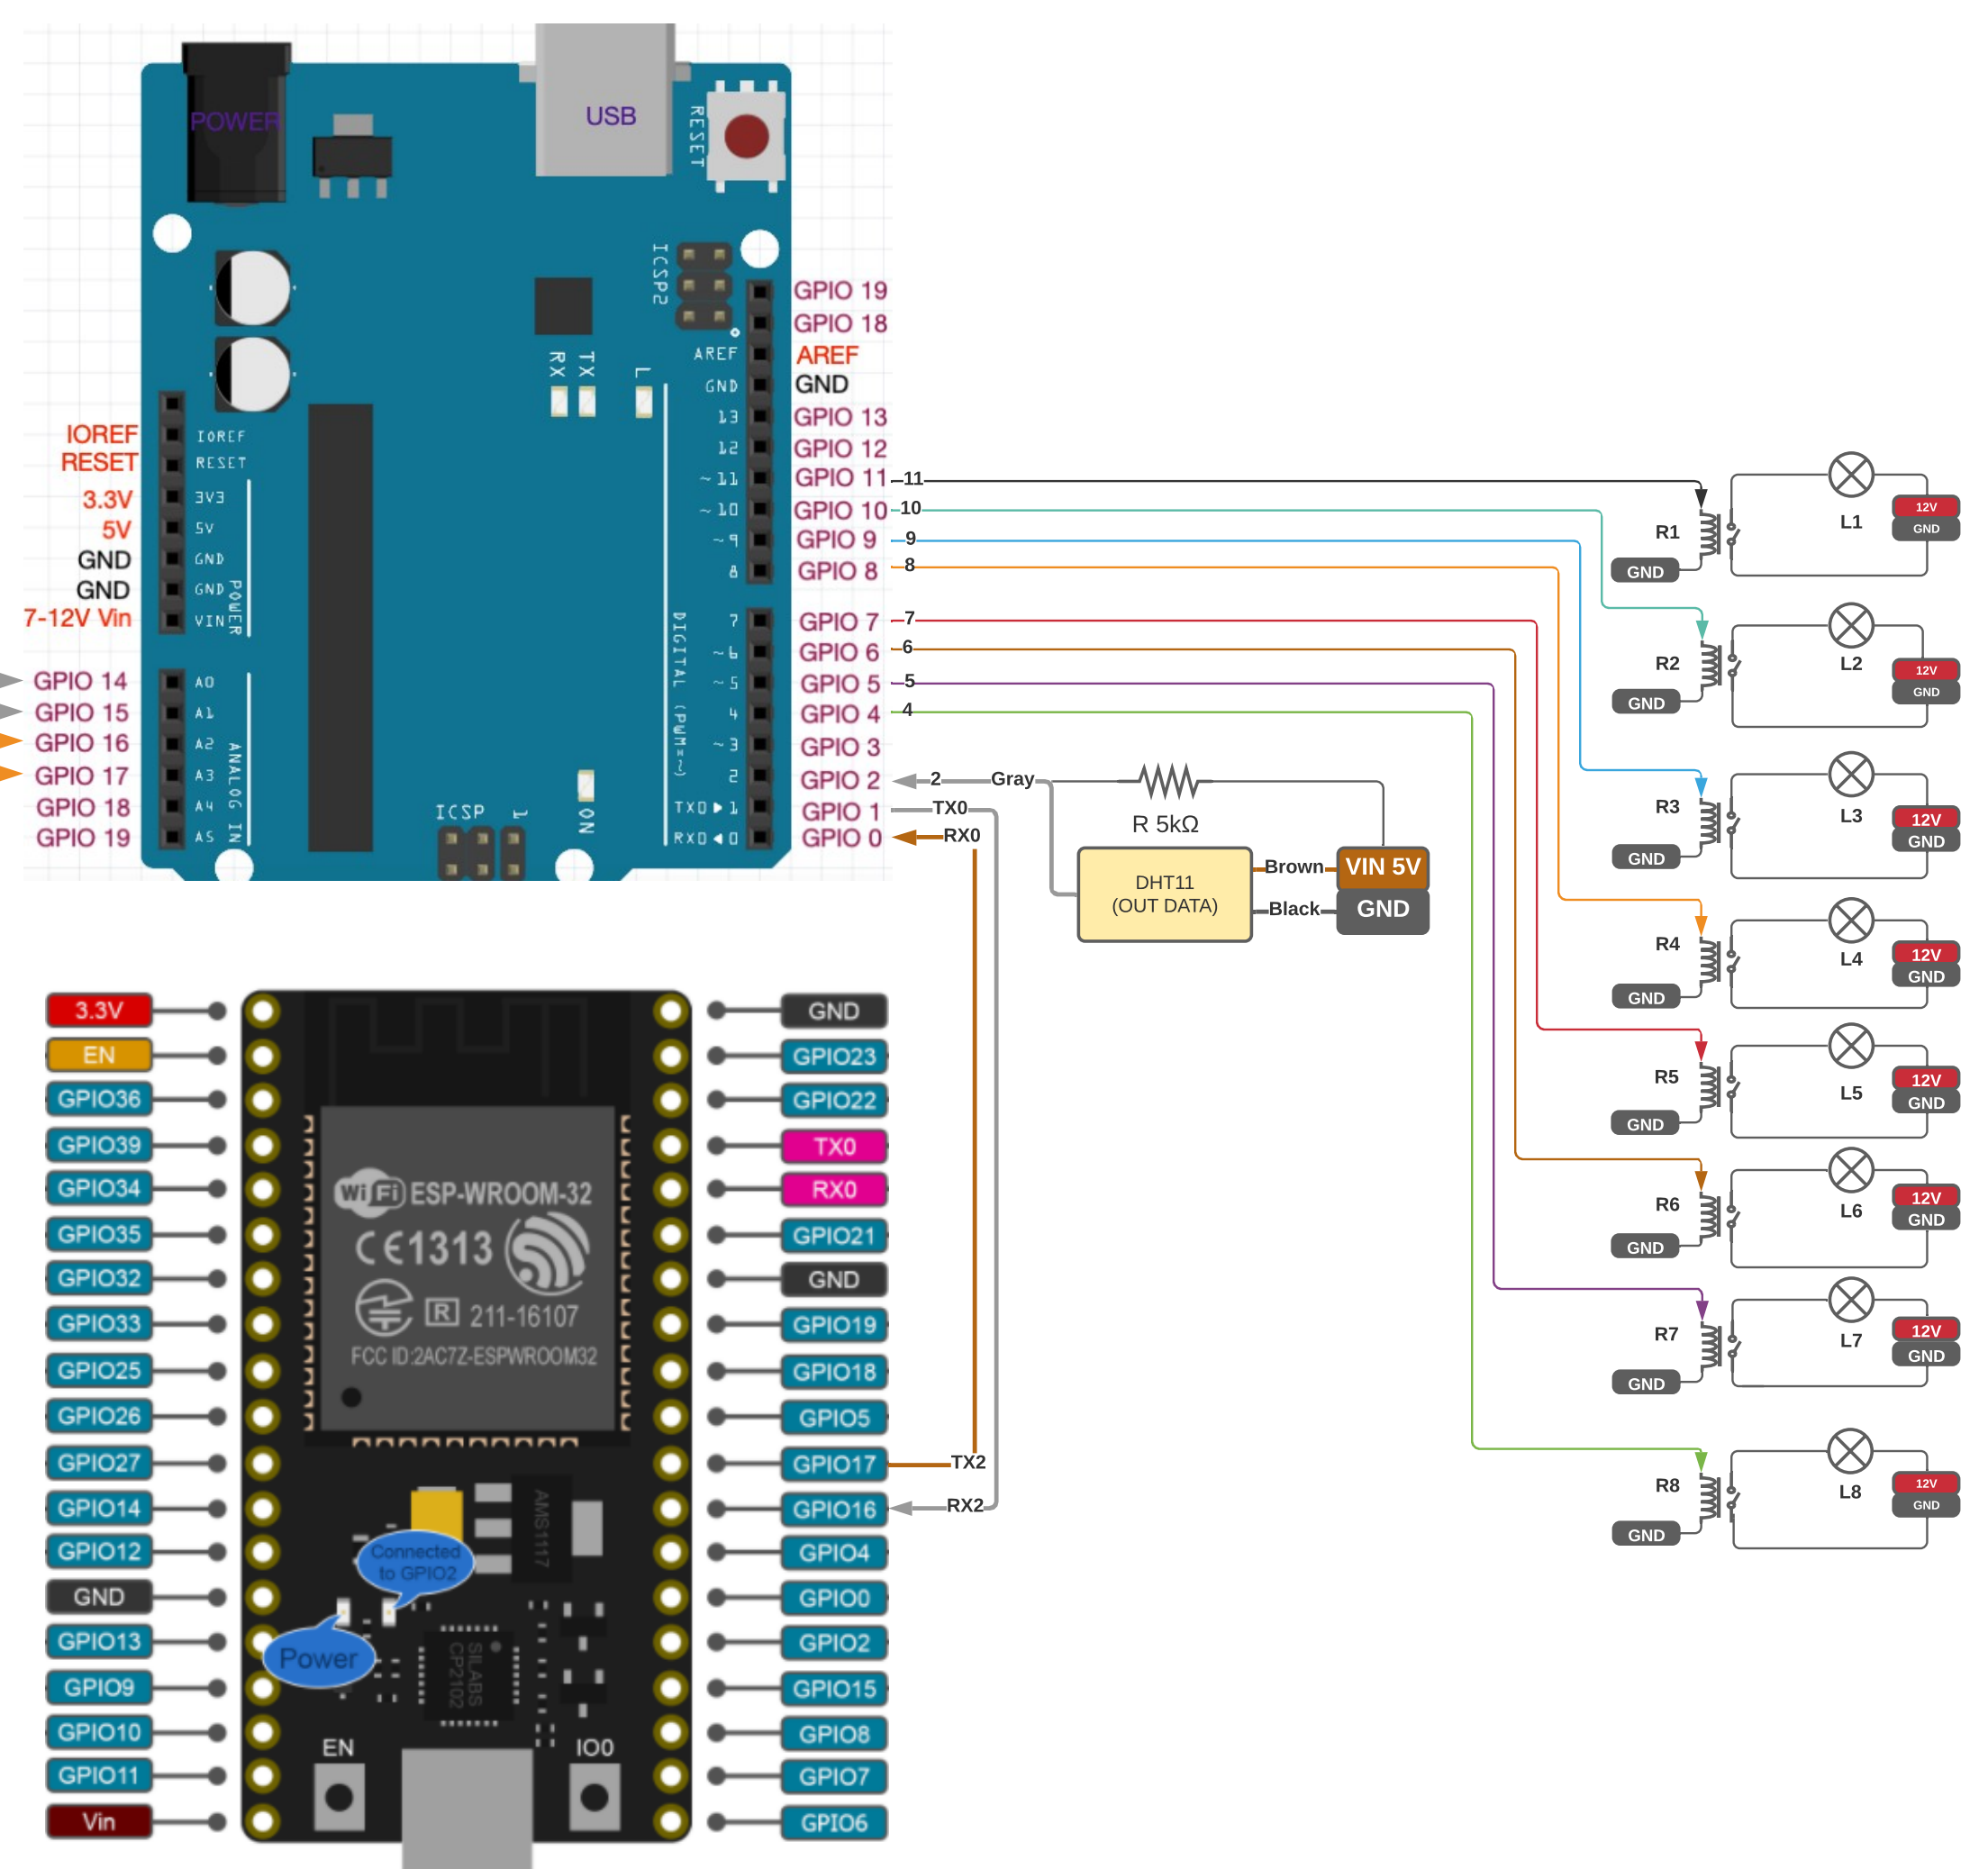 POWER
USB
RESET
ICSP2
RX
TX
L
IOREF
RESET
3.3V
5V
GND
GND
7-12V Vin
IOREF
RESET
3V3
5V
GND
GND
VIN
POWER
GPIO 14
GPIO 15
GPIO 16
GPIO 17
GPIO 18
GPIO 19
A0
A1
A2
A3
A4
A5
ANALOG IN
ICSP
1
ON
AREF
GND
13
12
~11
~10
~9
8
7
~6
~5
4
~3
2
TX0▶1
RX0◀0
DIGITAL (PWM=~)
GPIO 19
GPIO 18
AREF
GND
GPIO 13
GPIO 12
GPIO 11
GPIO 10
GPIO 9
GPIO 8
GPIO 7
GPIO 6
GPIO 5
GPIO 4
GPIO 3
GPIO 2
GPIO 1
GPIO 0
11
10
9
8
7
6
5
4
2
Gray
TX0
RX0
R 5kΩ
DHT11
(OUT DATA)
Brown
Black
VIN 5V
GND
R1
GND
L1
12V
GND
R2
GND
L2
12V
GND
R3
GND
L3
12V
GND
R4
GND
L4
12V
GND
R5
GND
L5
12V
GND
R6
GND
L6
12V
GND
R7
GND
L7
12V
GND
R8
GND
L8
12V
GND
3.3V
EN
GPIO36
GPIO39
GPIO34
GPIO35
GPIO32
GPIO33
GPIO25
GPIO26
GPIO27
GPIO14
GPIO12
GND
GPIO13
GPIO9
GPIO10
GPIO11
Vin
WiFi ESP-WROOM-32
CE1313
R 211-16107
FCC ID:2AC7Z-ESPWROOM32
AMS1117
Connected
to GPIO2
Power
SILABS
CP2102
EN
IO0
GND
GPIO23
GPIO22
TX0
RX0
GPIO21
GND
GPIO19
GPIO18
GPIO5
GPIO17
GPIO16
GPIO4
GPIO0
GPIO2
GPIO15
GPIO8
GPIO7
GPIO6
TX2
RX2